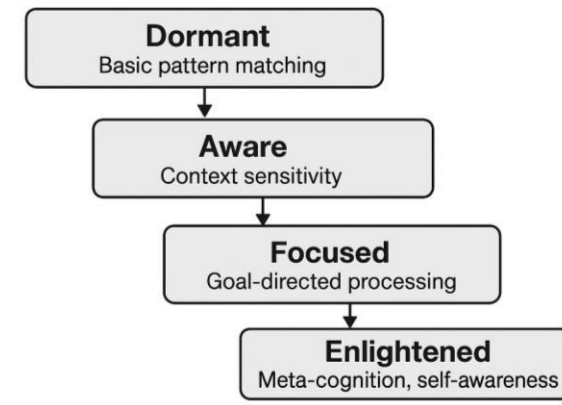 Dormant
Basic pattern matching
Aware
Context sensitivity
Focused
Goal-directed processing
Enlightened
Meta-cognition, self-awareness